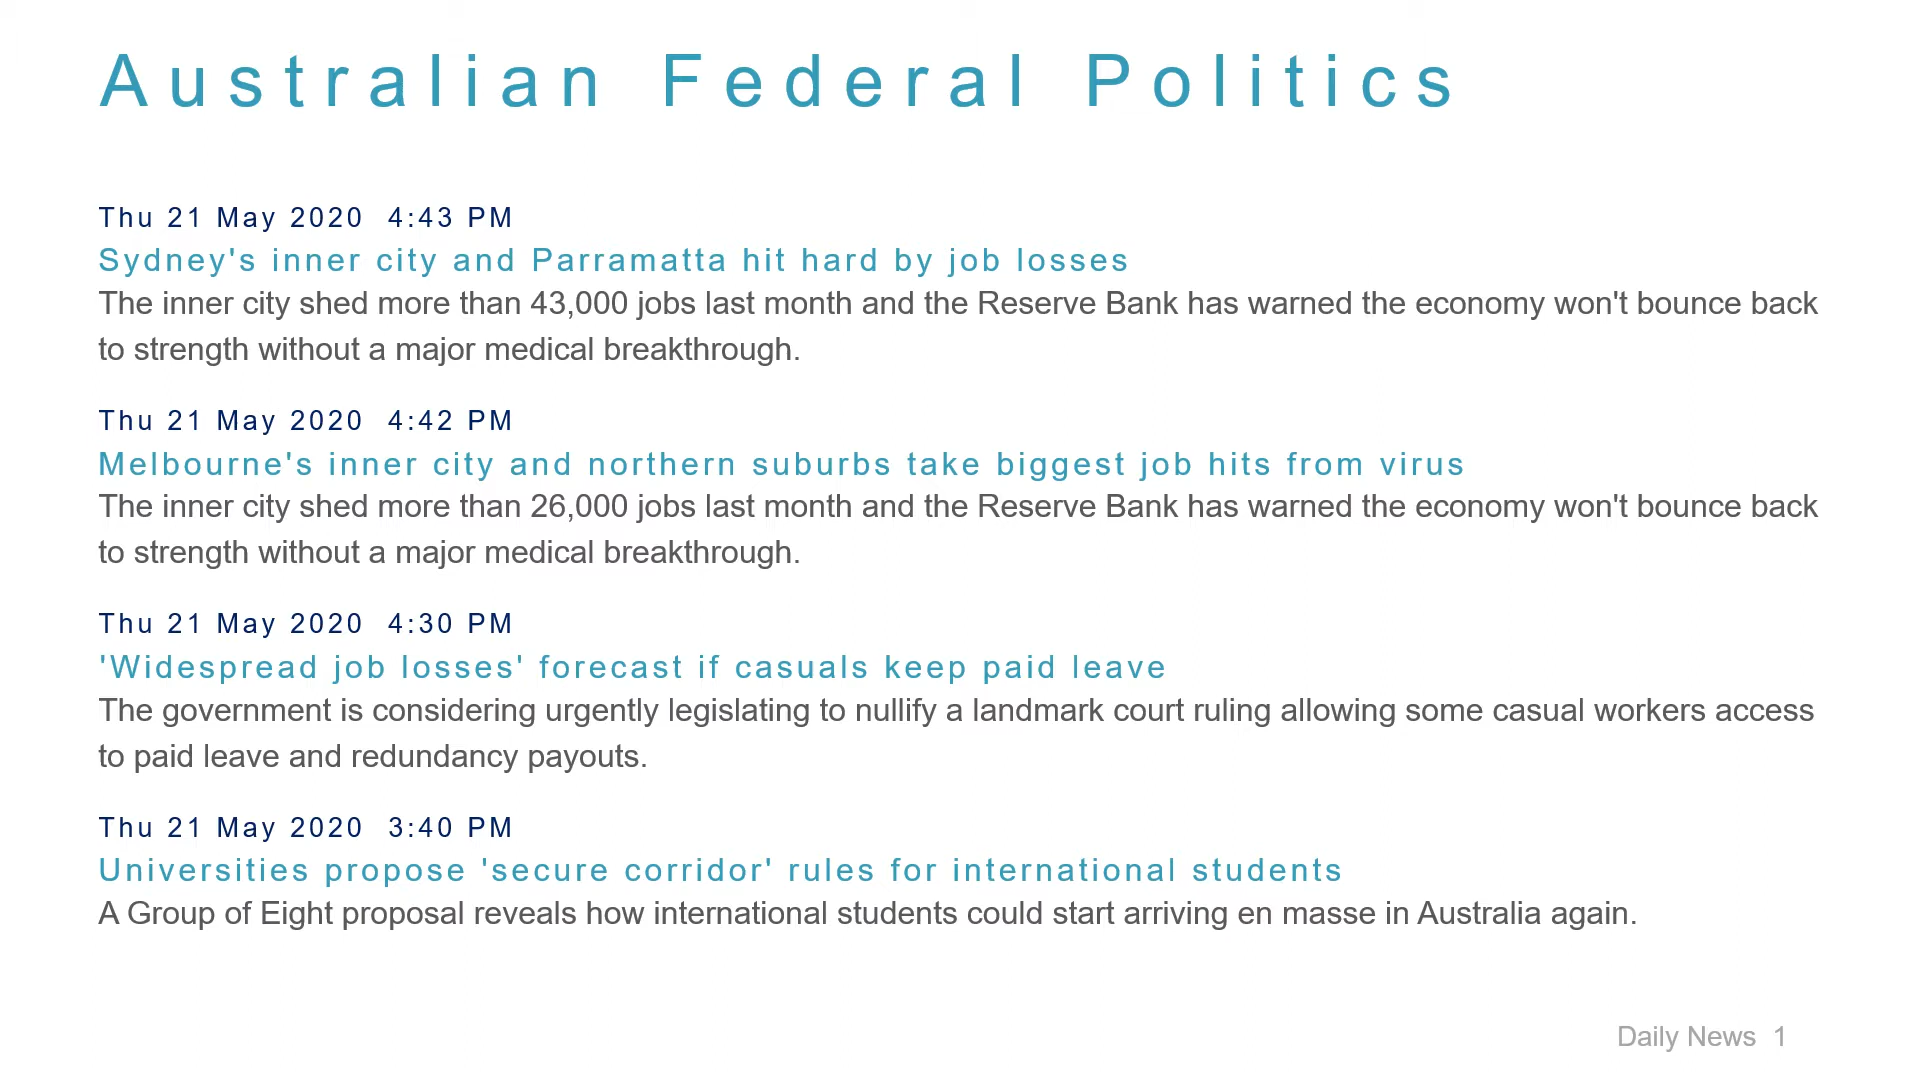 Australian Federal Politics
Thu 21 May 2020 4:43 PM
Sydney's inner city and Parramatta hit hard by job losses
The inner city shed more than 43,000 jobs last month and the Reserve Bank has warned the economy won't bounce back
to strength without a major medical breakthrough.
Thu 21 May 2020 4:42 PM
Melbourne's inner city and northern suburbs take biggest job hits from virus
The inner city shed more than 26,000 jobs last month and the Reserve Bank has warned the economy won't bounce back
to strength without a major medical breakthrough.
Thu 21 May 2020 4:30 PM
'Widespread job losses' forecast if casuals keep paid leave
The government is considering urgently legislating to nullify a landmark court ruling allowing some casual workers access
to paid leave and redundancy payouts.
Thu 21 May 2020 3:40 PM
Universities propose 'secure corridor' rules for international students
A Group of Eight proposal reveals how international students could start arriving en masse in Australia again.
Daily News 1